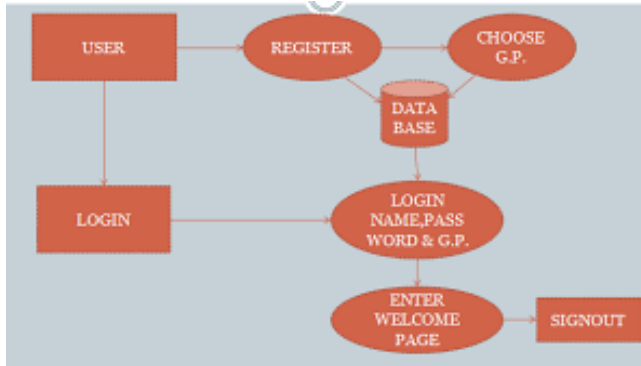 USER
REGISTER
CHOOSE
G.P.
DATA
BASE
LOGIN
LOGIN
NAME,PASS
WORD & G.P.
ENTER
WELCOME
PAGE
SIGNOUT